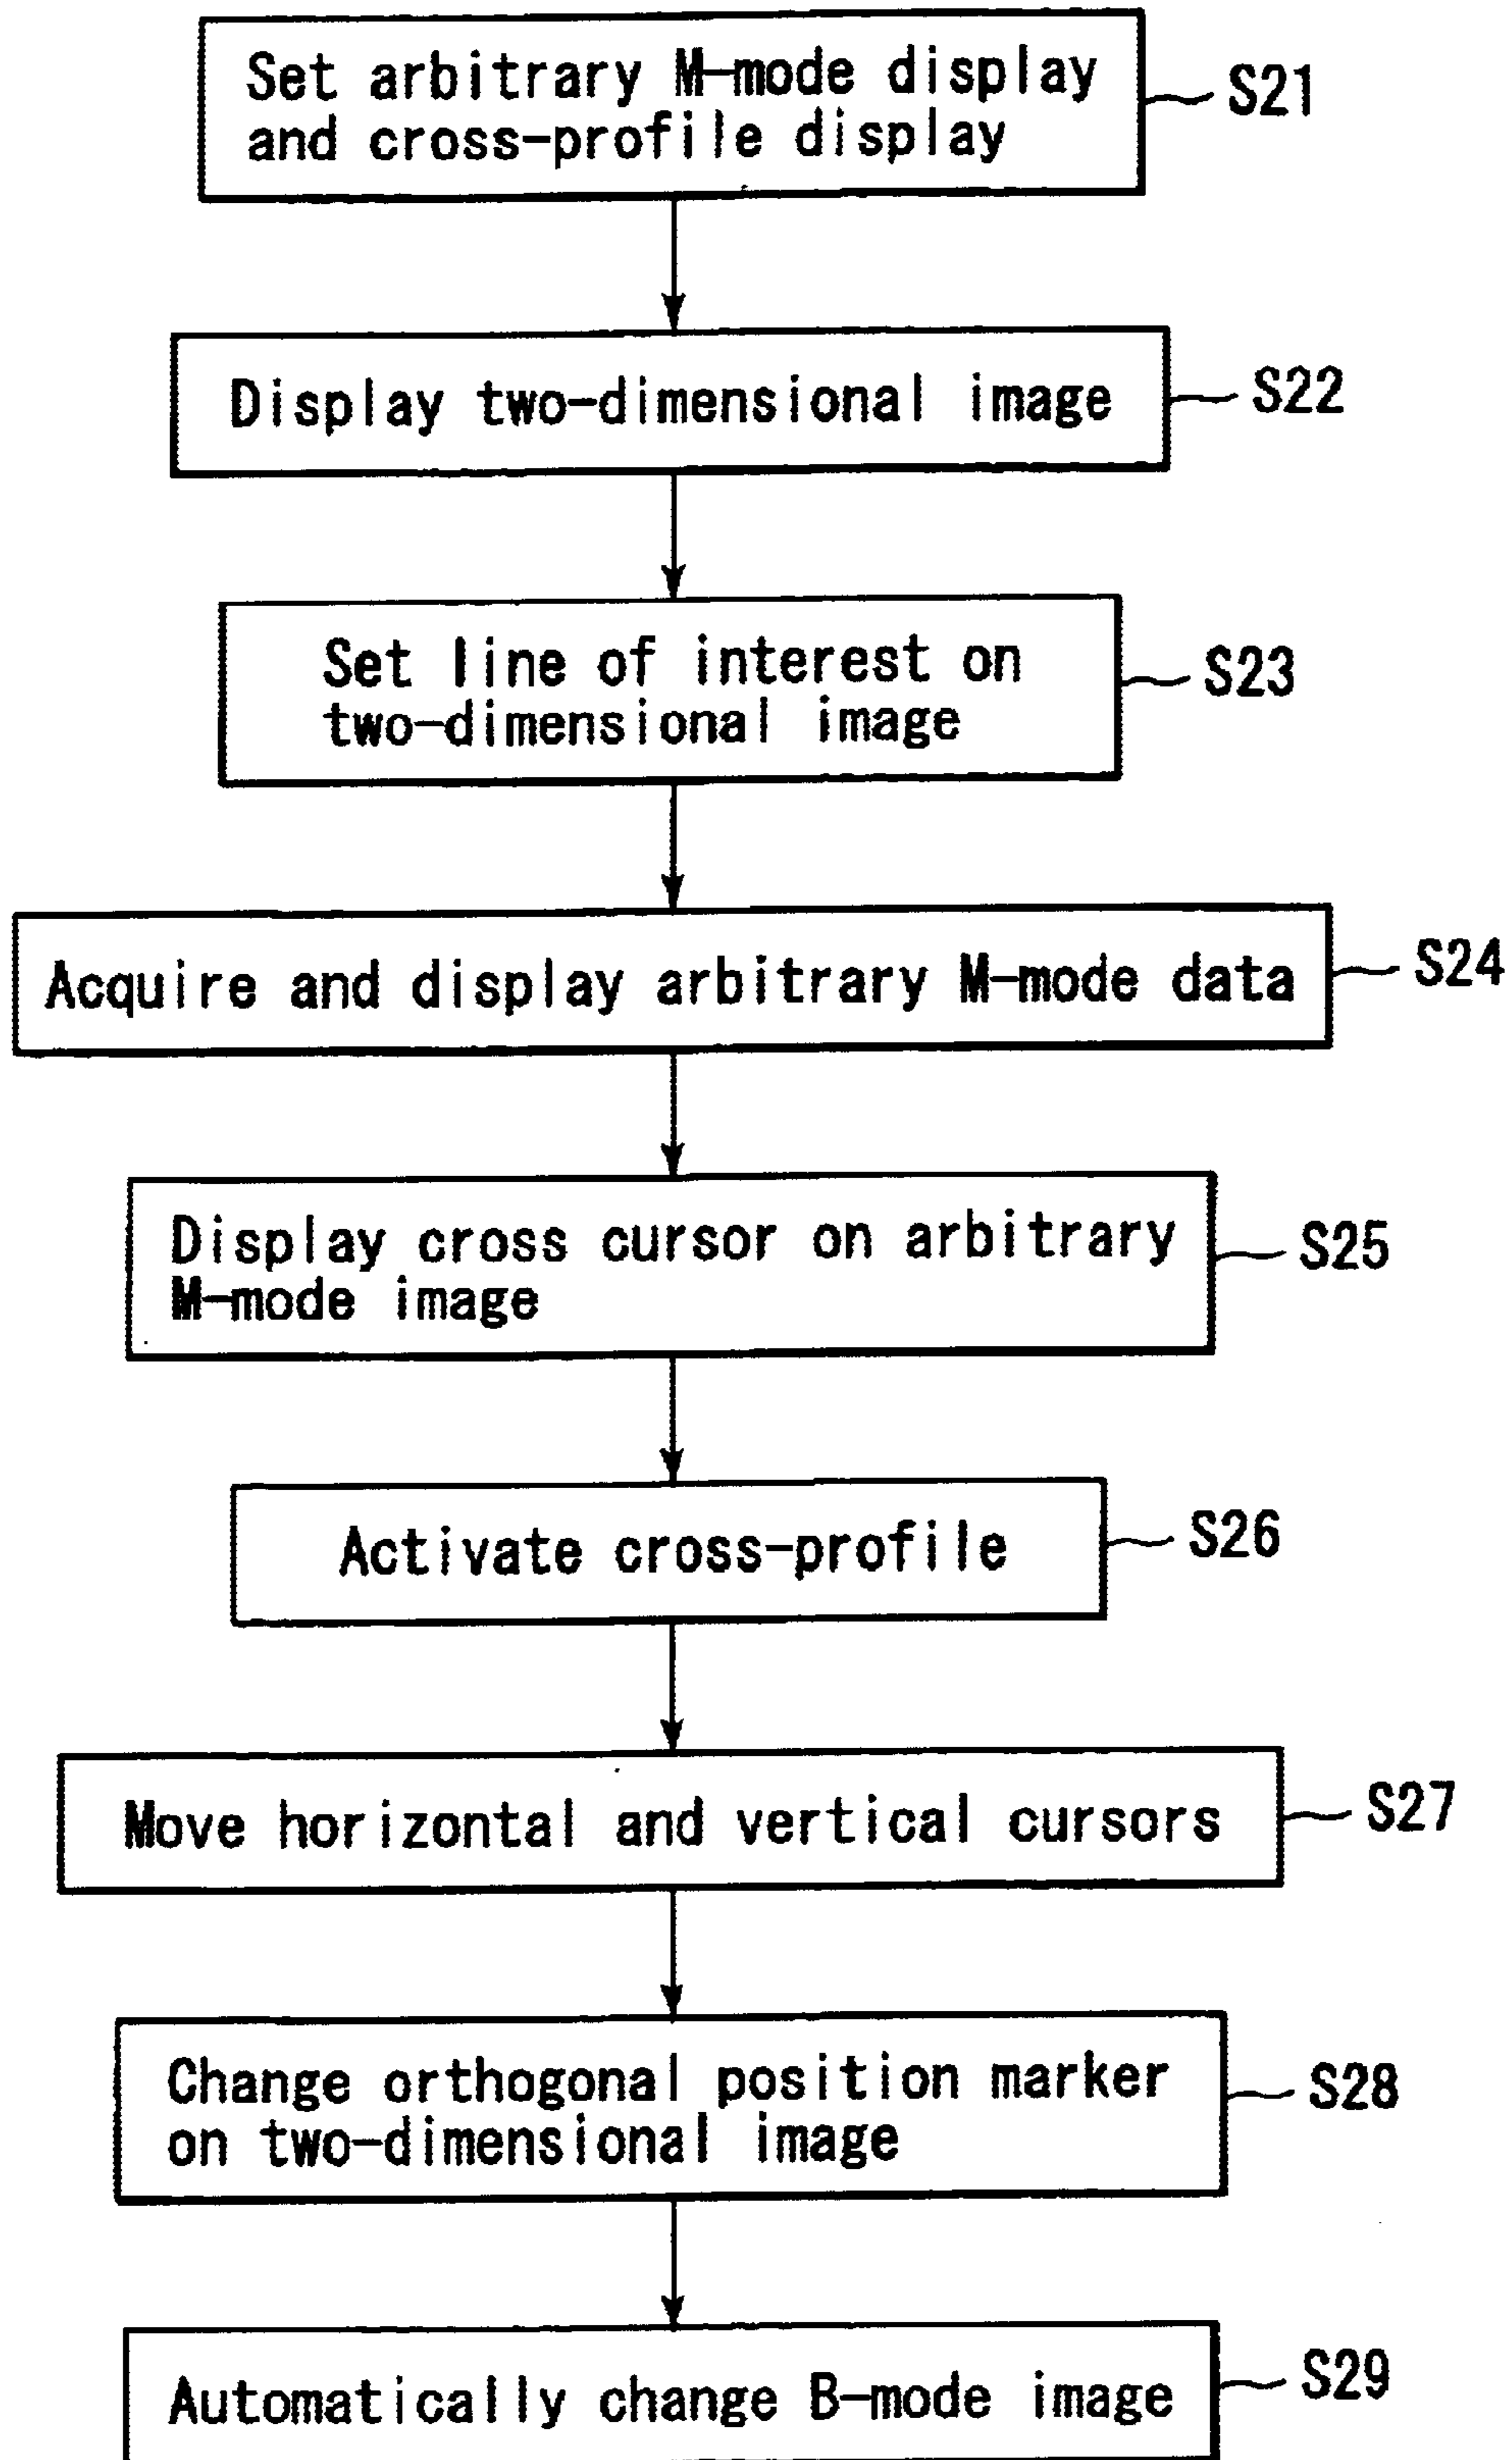 Set arbitrary M-mode display
and cross-profile display
S21
Display two-dimensional image
S22
Set line of interest on
two-dimensional image
S23
Acquire and display arbitrary M-mode data
S24
Display cross cursor on arbitrary
M-mode image
S25
Activate cross-profile
S26
Move horizontal and vertical cursors
S27
Change orthogonal position marker
on two-dimensional image
S28
Automatically change B-mode image
S29